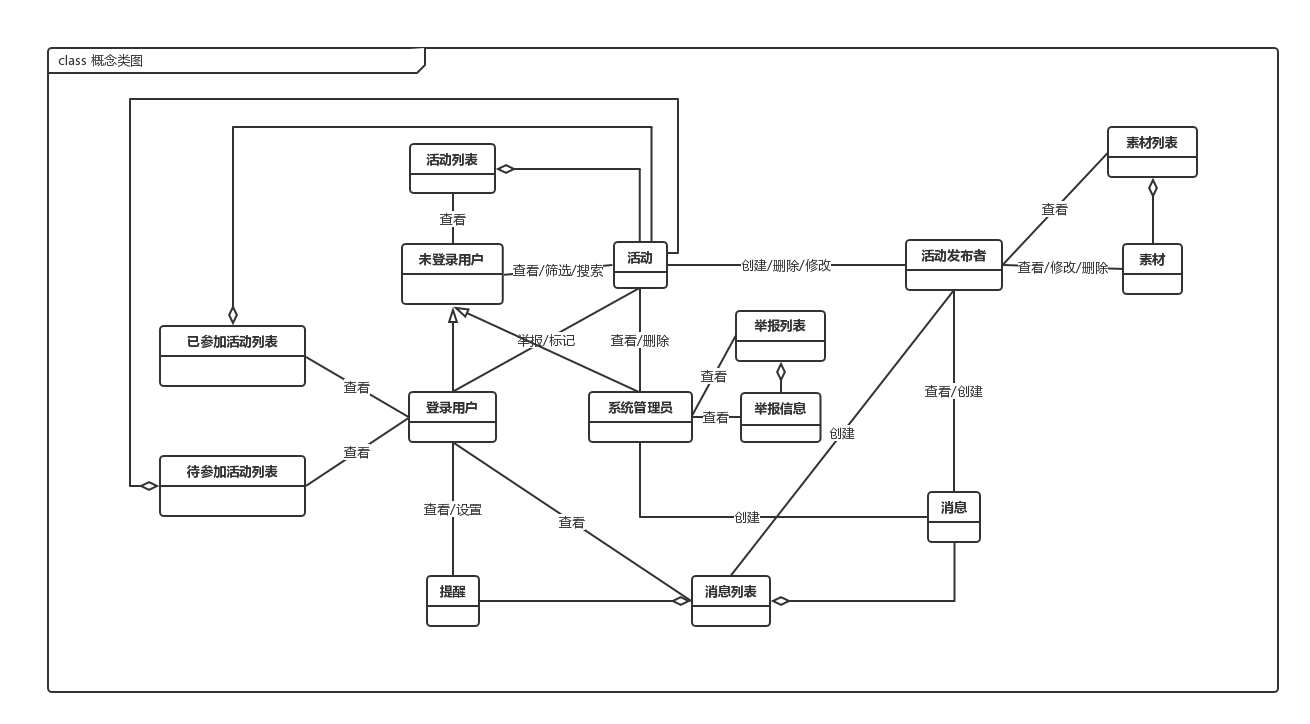 class 概念类图
素材列表
活动列表
查看
查看
未登录用户
活动
活动发布者
素材
查看/筛选/搜索
创建/删除/修改
查看/修改/删除
已参加活动列表
举报列表
举报/标记
查看/删除
查看
查看
查看/创建
登录用户
系统管理员
查看
举报信息
创建
查看
待参加活动列表
查看/设置
查看
创建
消息
提醒
消息列表